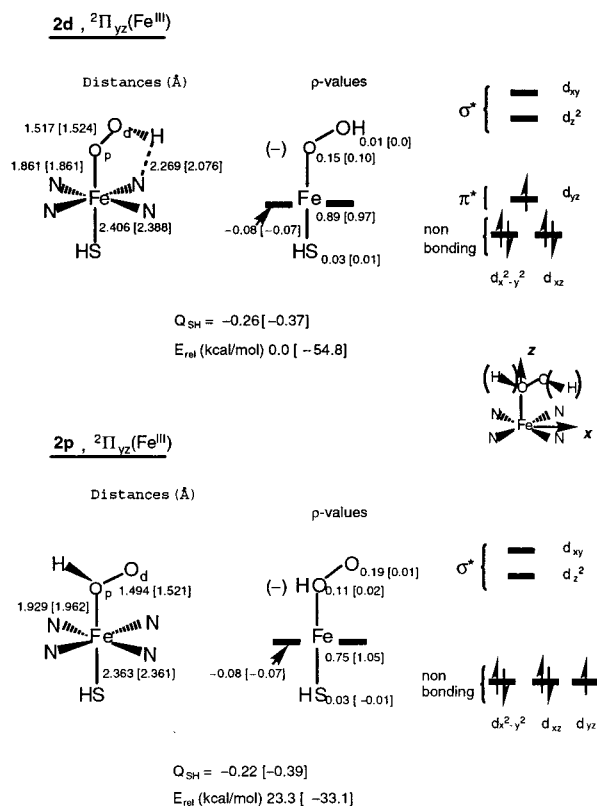 2d , ²Π_yz(Fe^III)
Distances (Å)
ρ-values
1.517 [1.524]
O_d
H
O_p
1.861 [1.861]
2.269 [2.076]
N
N
Fe
N
N
2.406 [2.388]
HS
(−)
OH
0.01 [0.0]
O
0.15 [0.10]
Fe
0.89 [0.97]
−0.08 [−0.07]
HS
0.03 [0.01]
σ*
d_xy
d_z²
π*
d_yz
non
bonding
d_x²-y²
d_xz
Q_SH = −0.26 [−0.37]
E_rel (kcal/mol) 0.0 [ −54.8]
z
(H)
O
O
(H)
N
N
Fe
N
N
x
2p , ²Π_yz(Fe^III)
Distances (Å)
ρ-values
H
O_d
O_p
1.494 [1.521]
1.929 [1.962]
N
N
Fe
N
N
2.363 [2.361]
HS
(−)
O
0.19 [0.01]
HO
0.11 [0.02]
Fe
0.75 [1.05]
−0.08 [−0.07]
HS
0.03 [ −0.01]
σ*
d_xy
d_z²
non
bonding
d_x²-y²
d_xz
d_yz
Q_SH = −0.22 [−0.39]
E_rel (kcal/mol) 23.3 [ −33.1]